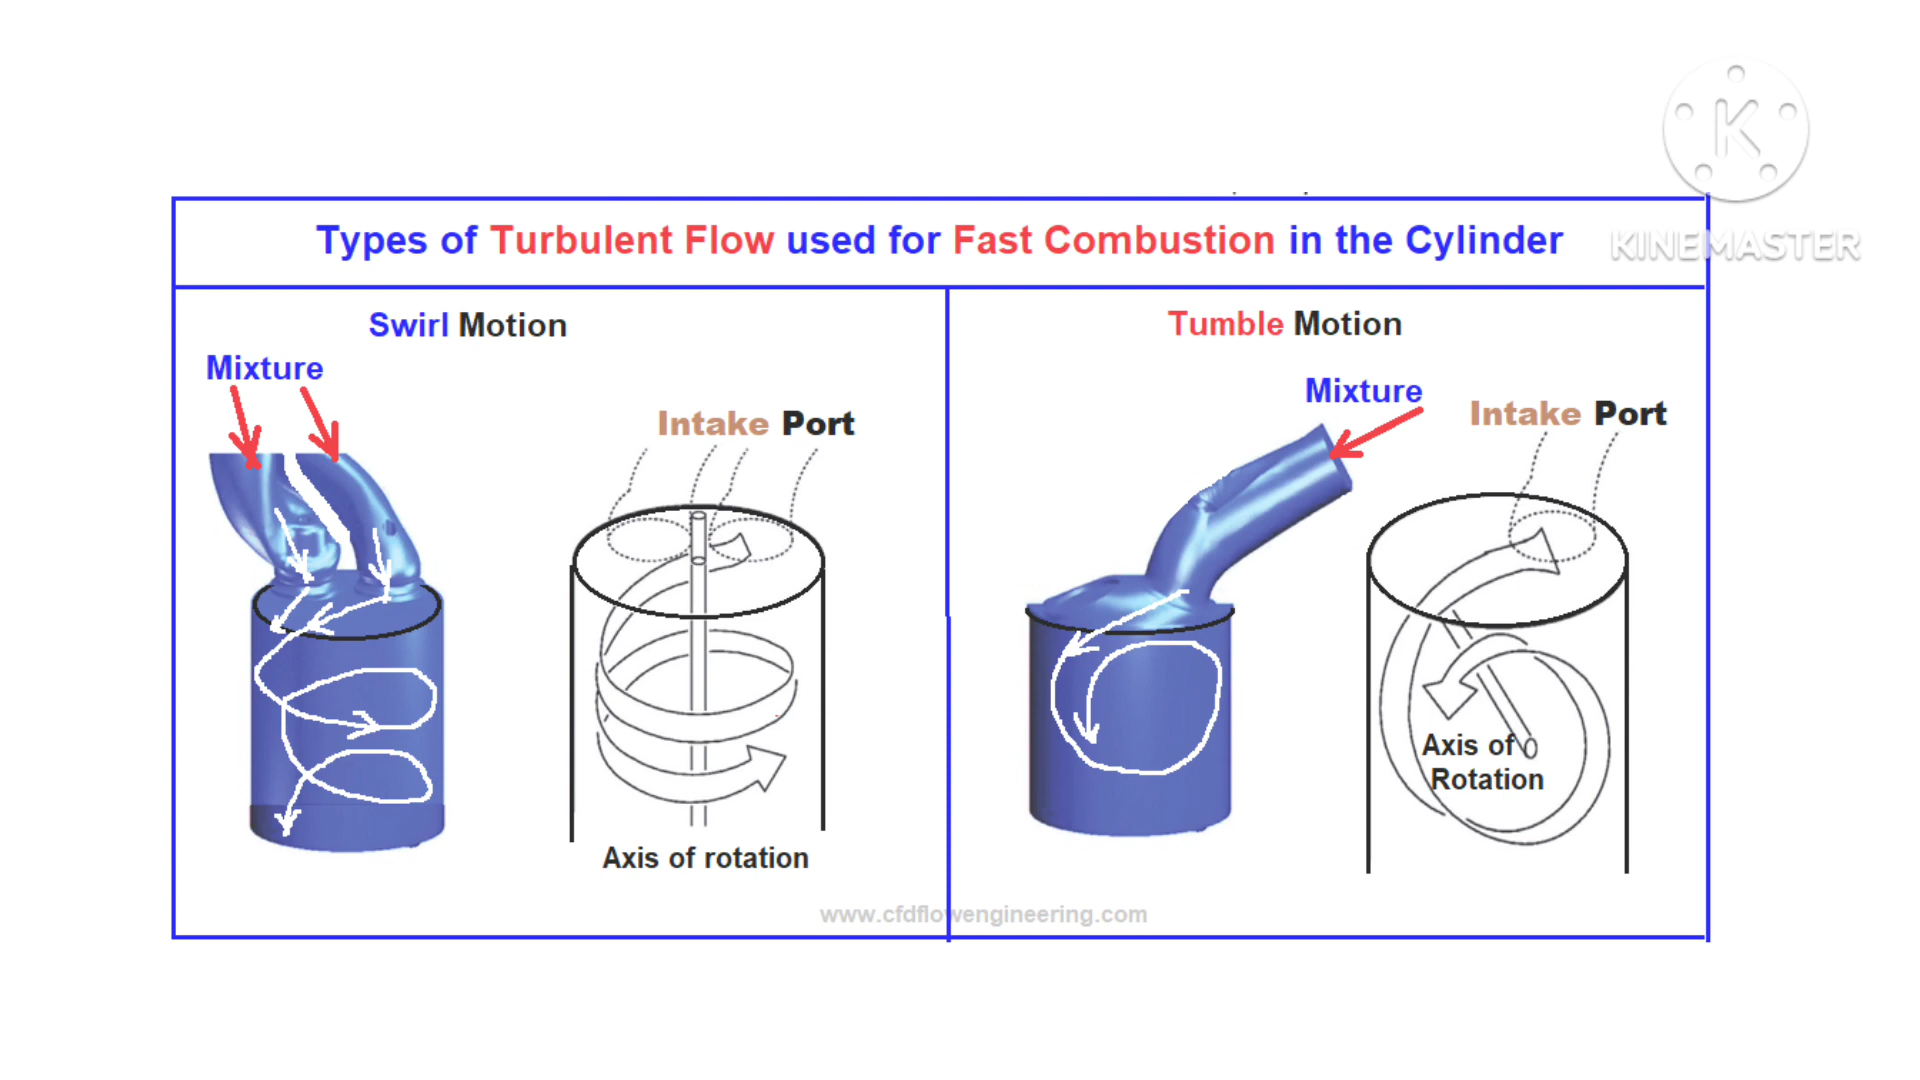 K
KINEMASTER
Types of Turbulent Flow used for Fast Combustion in the Cylinder
Swirl Motion
Mixture
Intake Port
Axis of rotation
Tumble Motion
Mixture
Intake Port
Axis of
Rotation
www.cfdflowengineering.com